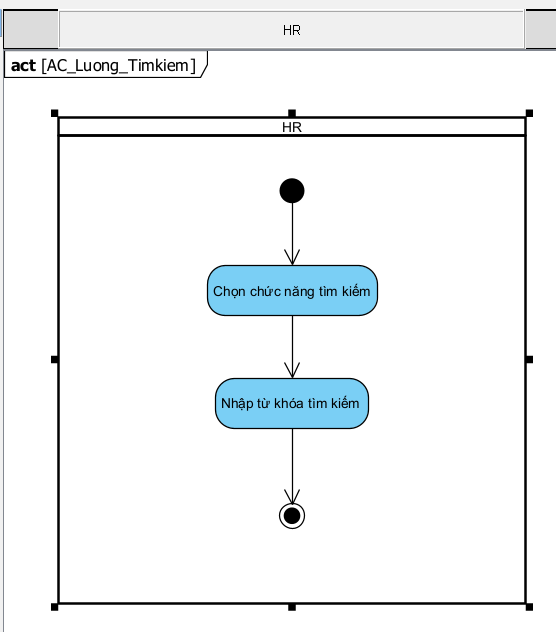 HR
act [AC_Luong_Timkiem]
HR
Chọn chức năng tìm kiếm
Nhập từ khóa tìm kiếm